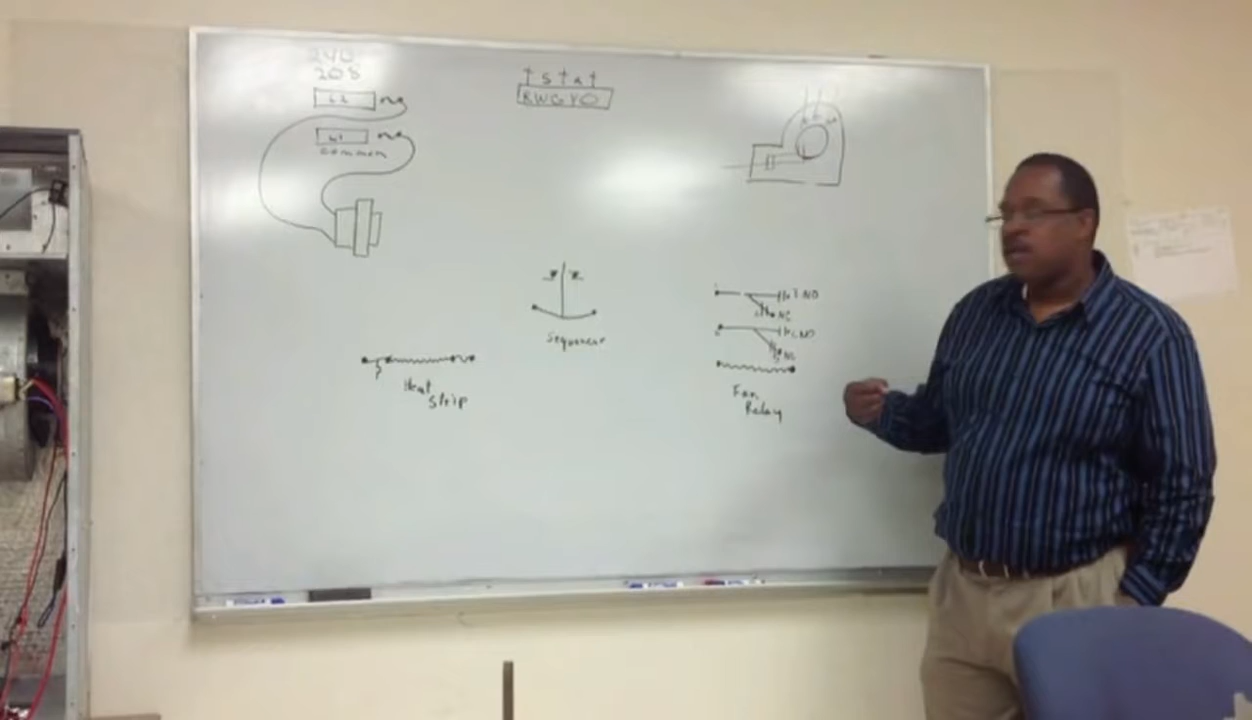 240
208
L2
L1
common
tstat
RWGYO
sequencer
Heat
Strip
NO
NC
NO
NC
Fan
Relay